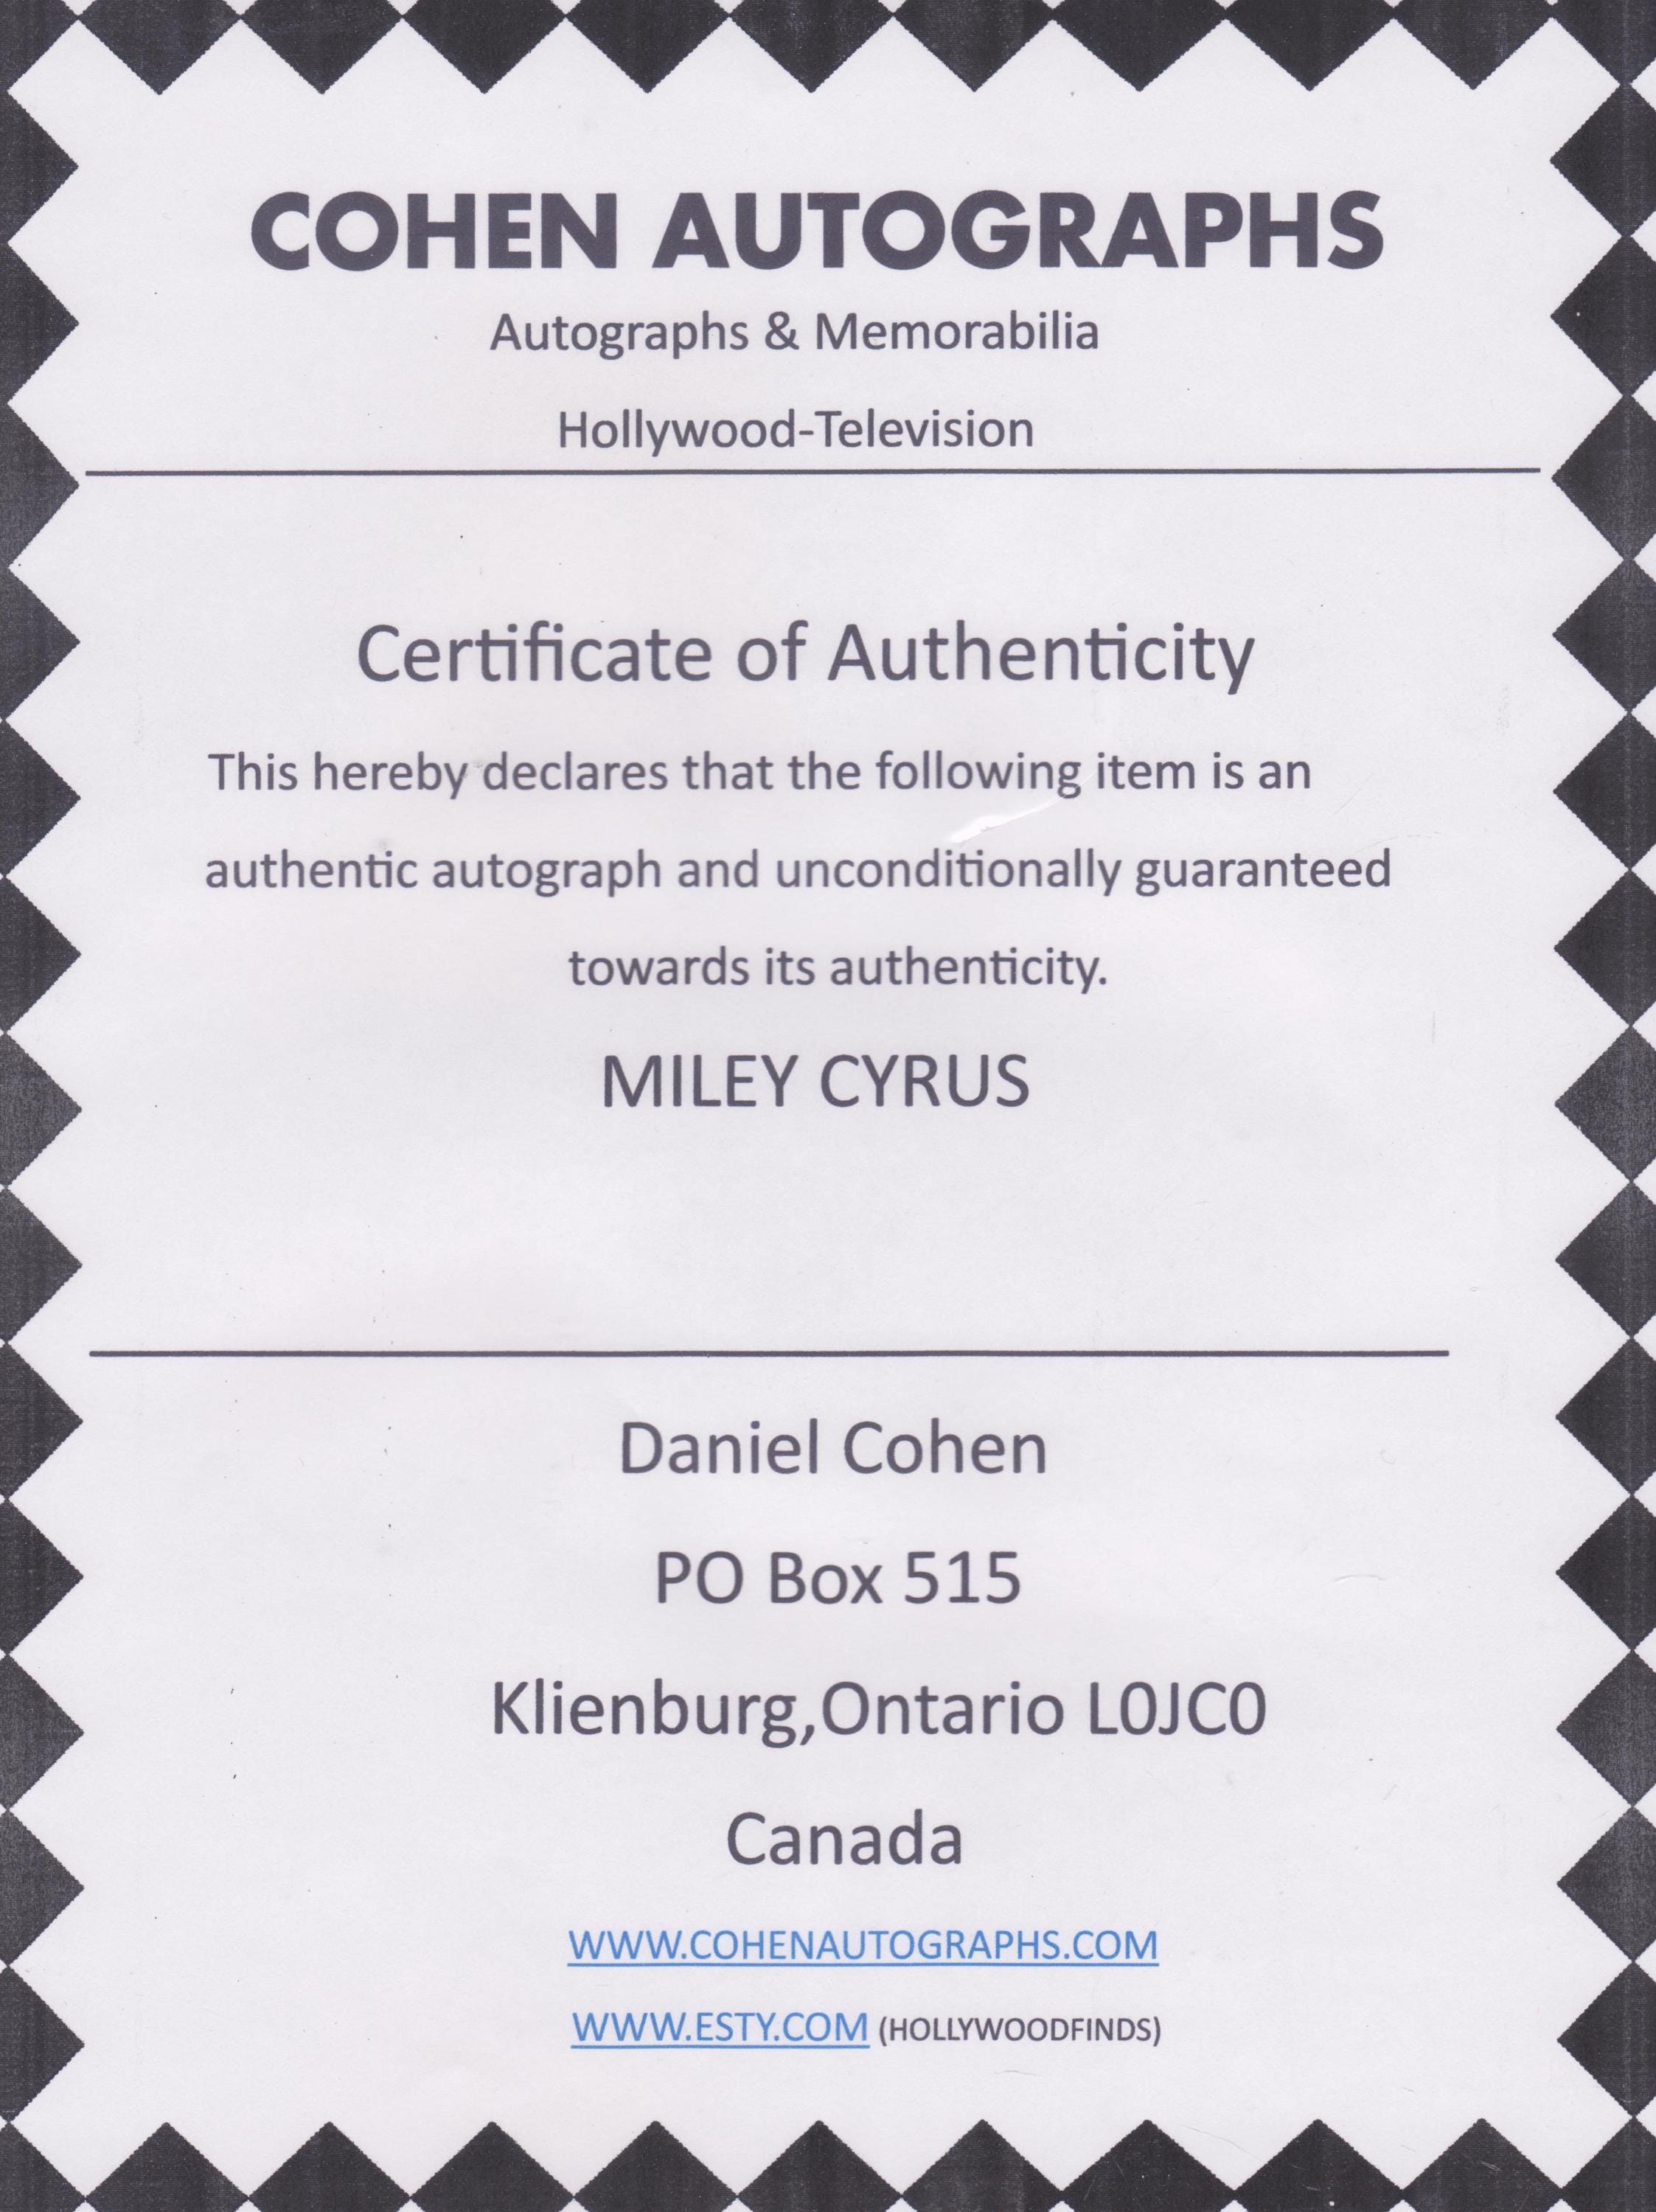 COHEN AUTOGRAPHS
Autographs & Memorabilia
Hollywood-Television
Certificate of Authenticity
This hereby declares that the following item is an
authentic autograph and unconditionally guaranteed
towards its authenticity.
MILEY CYRUS
Daniel Cohen
PO Box 515
Klienburg,Ontario L0JC0
Canada
WWW.COHENAUTOGRAPHS.COM
WWW.ESTY.COM (HOLLYWOODFINDS)